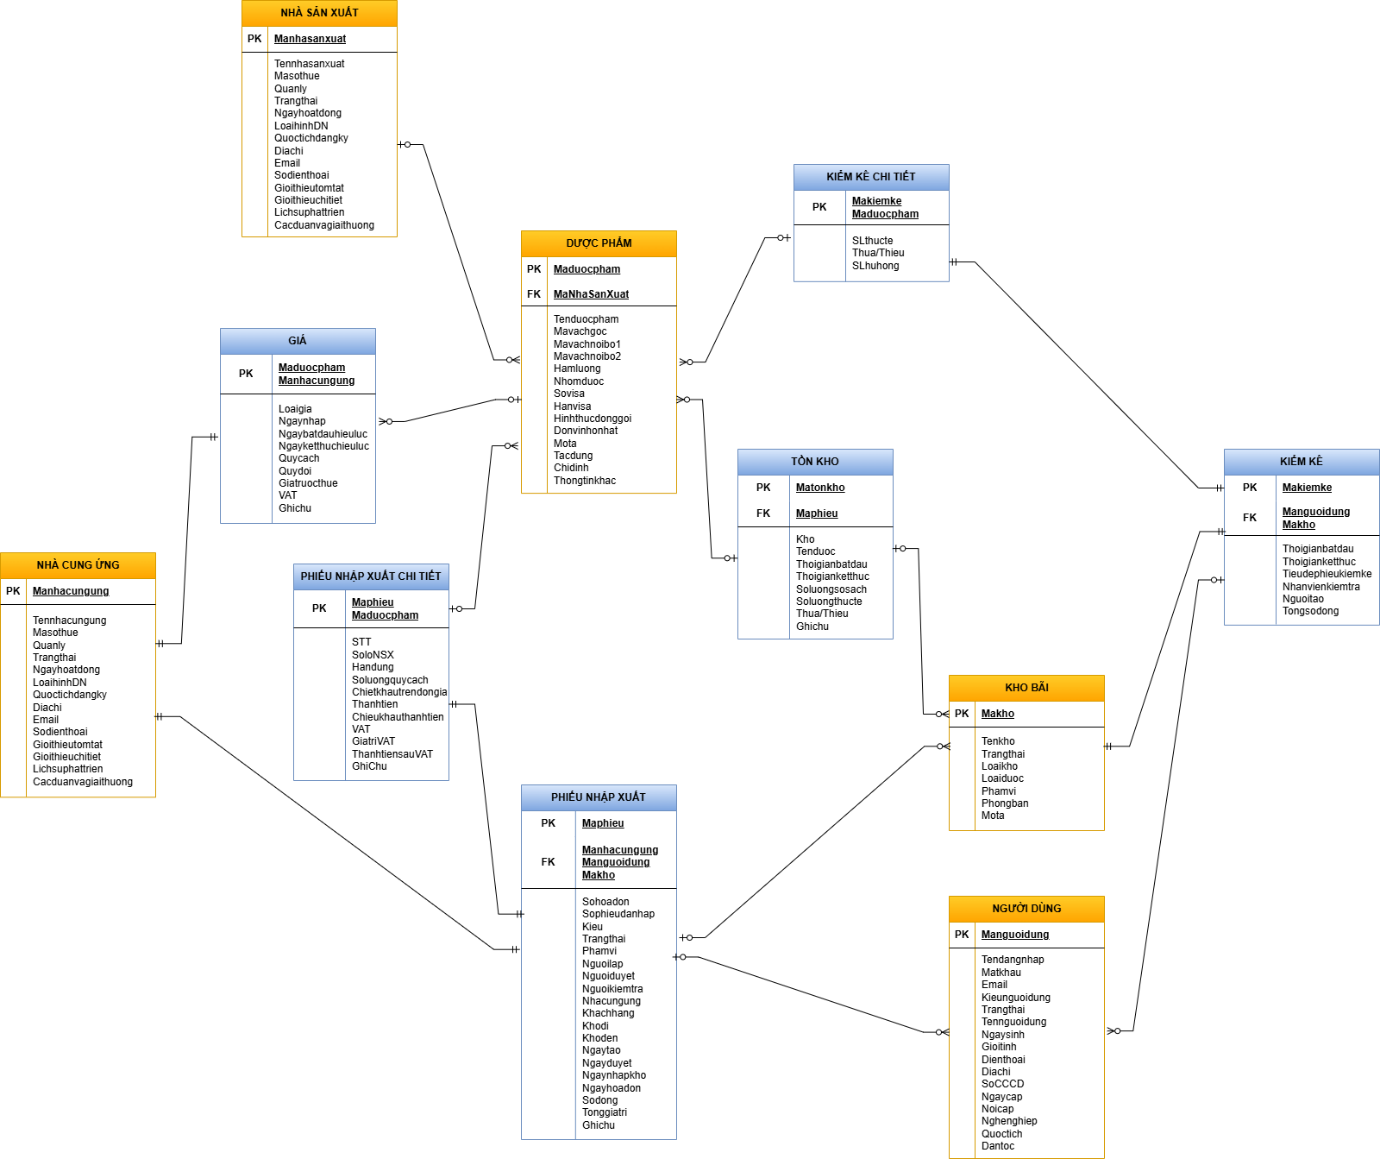 NHÀ SẢN XUẤT
PK Manhasanxuat
Tennhasanxuat
Masothue
Quanly
Trangthai
Ngayhoatdong
LoaihinhDN
Quoctichdangky
Diachi
Email
Sodienthoai
Gioithieutomtat
Gioithieuchitiet
Lichsuphattrien
Cacduanvagiaithuong
KIỂM KÊ CHI TIẾT
PK Makiemke
Maduocpham
SLthucte
Thua/Thieu
SLhuhong
DƯỢC PHẨM
PK Maduocpham
FK MaNhaSanXuat
Tenduocpham
Mavachgoc
Mavachnoibo1
Mavachnoibo2
Hamluong
Nhomduoc
Sovisa
Hanvisa
Hinhthucdonggoi
Donvinhonhat
Mota
Tacdung
Chidinh
Thongtinkhac
GIÁ
PK Maduocpham
Manhacungung
Loaigia
Ngaynhap
Ngaybatdauhieuluc
Ngayketthuchieuluc
Quycach
Quydoi
Giatruocthue
VAT
Ghichu
TỒN KHO
PK Matonkho
FK Maphieu
Kho
Tenduoc
Thoigianbatdau
Thoigianketthuc
Soluongsosach
Soluongthucte
Thua/Thieu
Ghichu
KIỂM KÊ
PK Makiemke
FK Manguoidung
Makho
Thoigianbatdau
Thoigianketthuc
Tieudephieukiemke
Nhanvienkiemtra
Nguoitao
Tongsodong
NHÀ CUNG ỨNG
PK Manhacungung
Tennhacungung
Masothue
Quanly
Trangthai
Ngayhoatdong
LoaihinhDN
Quoctichdangky
Diachi
Email
Sodienthoai
Gioithieutomtat
Gioithieuchitiet
Lichsuphattrien
Cacduanvagiaithuong
PHIẾU NHẬP XUẤT CHI TIẾT
PK Maphieu
Maduocpham
STT
SoloNSX
Handung
Soluongquycach
Chietkhautrendongia
Thanhtien
Chieukhauthanhtien
VAT
GiatriVAT
ThanhtiensauVAT
GhiChu
KHO BÃI
PK Makho
Tenkho
Trangthai
Loaikho
Loaiduoc
Phamvi
Phongban
Mota
PHIẾU NHẬP XUẤT
PK Maphieu
Manhacungung
FK Manguoidung
Makho
Sohoadon
Sophieudanhap
Kieu
Trangthai
Phamvi
Nguoilap
Nguoiduyet
Nguoikiemtra
Nhacungung
Khachhang
Khodi
Khoden
Ngaytao
Ngayduyet
Ngaynhapkho
Ngayhoadon
Sodong
Tonggiatri
Ghichu
NGƯỜI DÙNG
PK Manguoidung
Tendangnhap
Matkhau
Email
Kieunguoidung
Trangthai
Tennguoidung
Ngaysinh
Gioitinh
Dienthoai
Diachi
SoCCCD
Ngaycap
Noicap
Nghenghiep
Quoctich
Dantoc